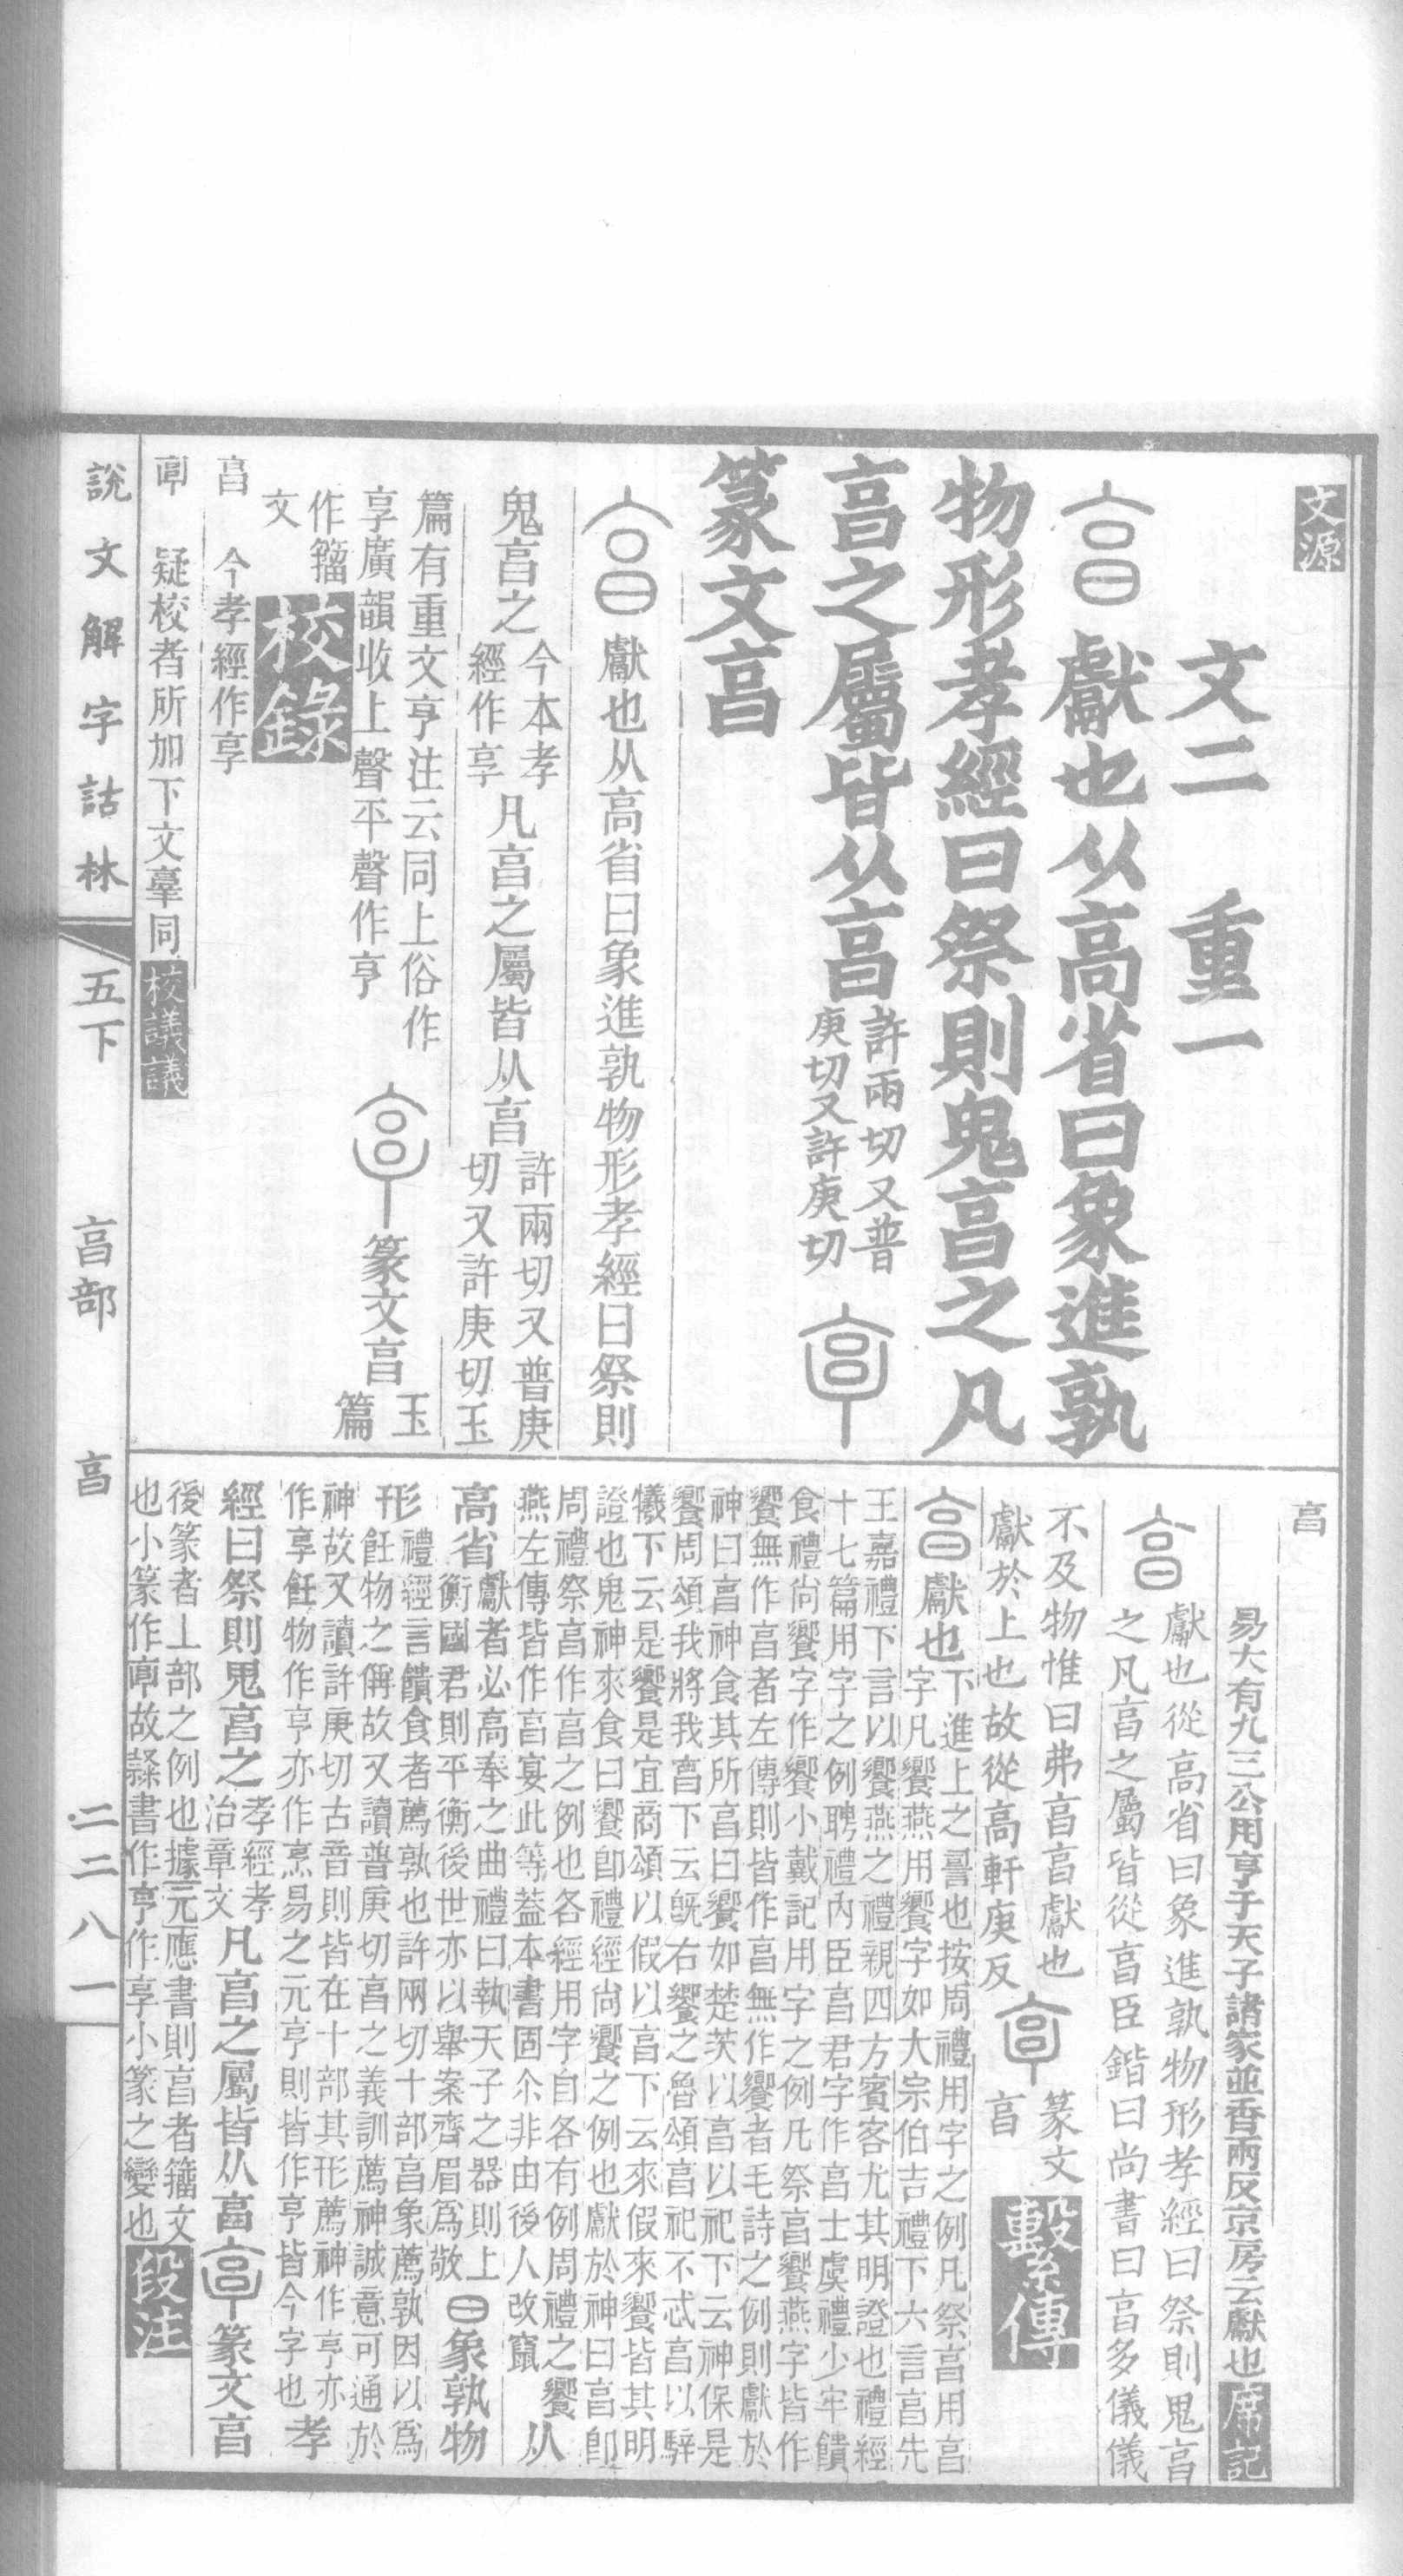 文源
文二　重一
亯獻也从高省曰象進孰
物形孝經曰祭則鬼亯之凡
亯之屬皆从亯許兩切又普庚切又許庚切
篆文亯
亯獻也从高省曰象進孰物形孝經曰祭則
鬼亯之今本孝經作享凡亯之屬皆从亯許兩切又普庚切又許庚切玉
篇有重文亨注云同上俗作享廣韻收上聲平聲作亨
篆文亯玉篇作籀文校錄
亯　今孝經作享
𠅠　疑校者所加下文𦎫同校議議
亯
易大有九三公用亨于天子諸家並香兩反京房云獻也席記
亯獻也從高省曰象進孰物形孝經曰祭則鬼亯
之凡亯之屬皆從亯臣鍇曰尚書曰亯多儀儀
不及物惟曰弗亯亯獻也
獻於上也故從高軒庚反篆文亯繫傳
亯獻也下進上之䛐也按周禮用字之例凡祭亯用亯
字凡饗燕用饗字如大宗伯吉禮下六言亯先
王嘉禮下言以饗燕之禮親四方賓客尤其明證也禮經
十七篇用字之例聘禮內臣亯君字作亯士虞禮少牢饋
食禮尚饗字作饗小戴記用字之例凡祭亯饗燕字皆作
饗無作亯者左傳則皆作亯無作饗者毛詩之例則獻於
神曰亯神食其所亯曰饗如楚茨以亯以祀下云神保是
饗周頌我將我亯下云旣右饗之魯頌亯祀不忒亯以騂
犧下云是饗是宜商頌以假以亯下云來假來饗皆其明
證也鬼神來食曰饗卽禮經尚饗之例也獻於神曰亯卽
周禮祭亯作亯之例也各經用字自各有例周禮之饗
燕左傳皆作亯宴此等葢本書固尒非由後人改竄从
高省獻者必高奉之曲禮曰執天子之器則上衡國君則平衡後世亦以舉案齊眉爲敬曰象孰物
形禮經言饋食者薦孰也許兩切十部亯象薦孰因以爲
飪物之偁故又讀普庚切亯之義訓薦神誠意可通於
神故又讀許庚切古音則皆在十部其形薦神作亨亦
作享飪物作亨亦作烹易之元亨則皆作亨皆今字也孝
經曰祭則鬼亯之孝經孝治章文凡亯之屬皆从亯篆文亯
後篆者上部之例也據元應書則亯者籀文
也小篆作𠅠故隸書作亨作享小篆之變也段注
說文解字詁林
五下
亯部
亯
二二八一